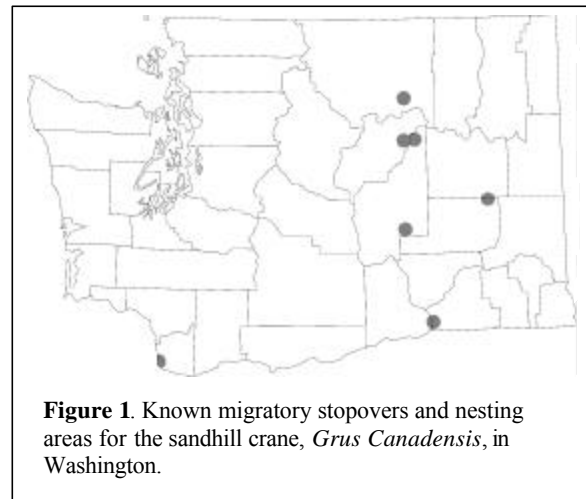 Figure 1. Known migratory stopovers and nesting
areas for the sandhill crane, Grus Canadensis, in
Washington.